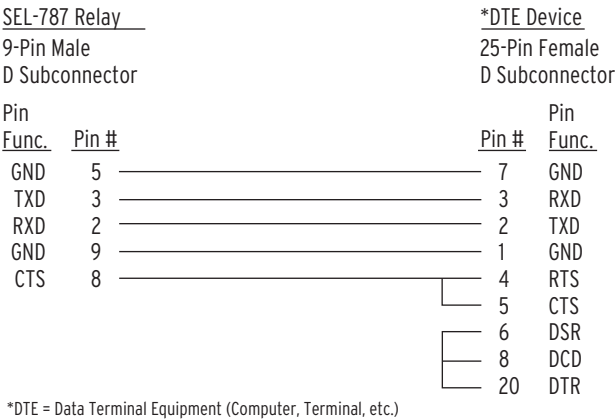 SEL-787 Relay *DTE Device
9-Pin Male 25-Pin Female
D Subconnector D Subconnector
Pin Pin
Func. Pin # Pin # Func.
GND 5 7 GND
TXD 3 3 RXD
RXD 2 2 TXD
GND 9 1 GND
CTS 8 4 RTS
5 CTS
6 DSR
8 DCD
20 DTR
*DTE = Data Terminal Equipment (Computer, Terminal, etc.)